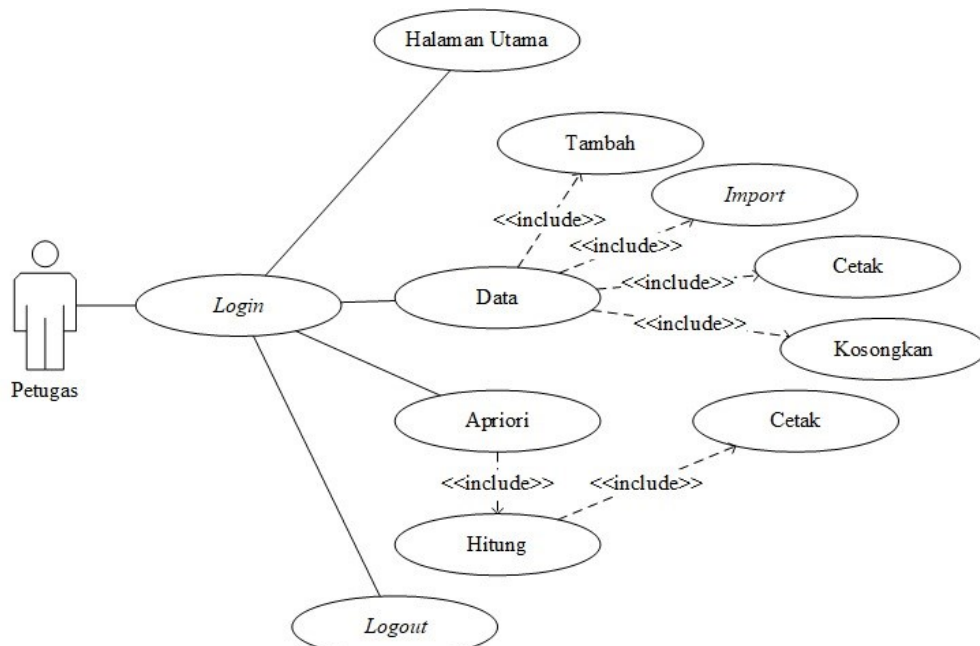 Halaman Utama
Tambah
Import
<<include>>
<<include>>
Cetak
<<include>>
Login
Data
<<include>>
Kosongkan
Petugas
Apriori
Cetak
<<include>>
<<include>>
Hitung
Logout